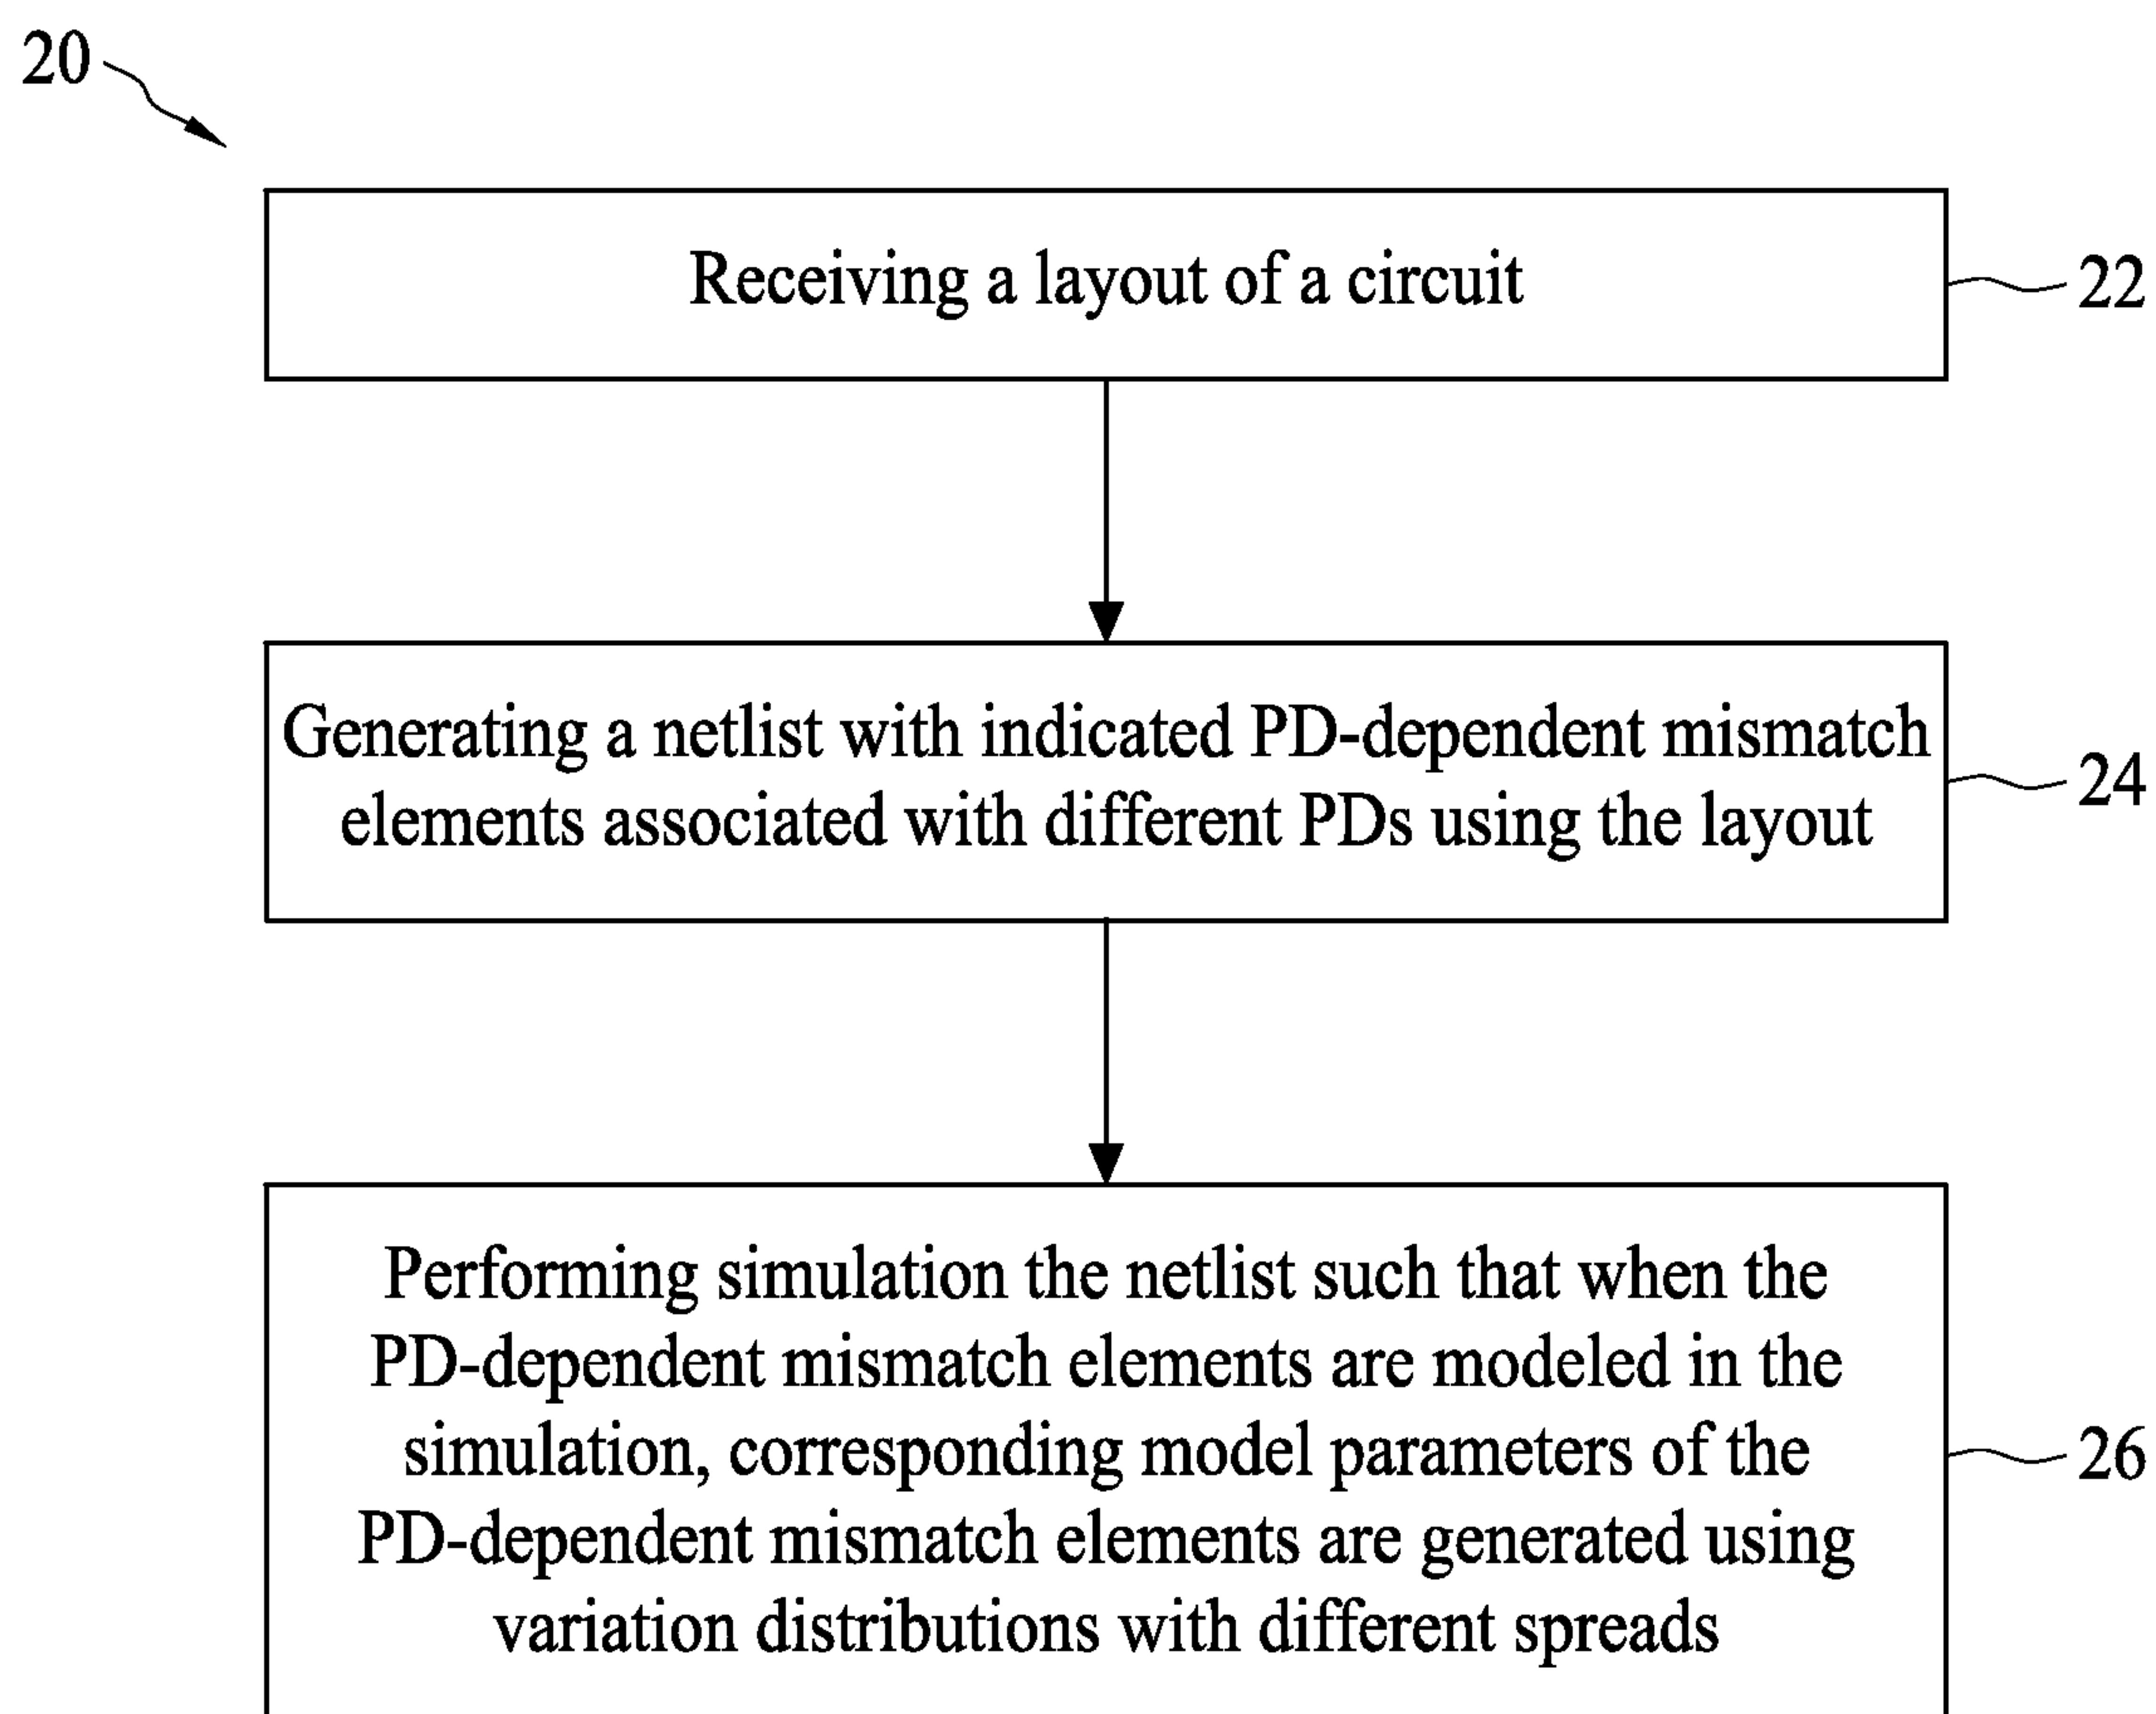 20
Receiving a layout of a circuit
22
Generating a netlist with indicated PD-dependent mismatch
elements associated with different PDs using the layout
24
Performing simulation the netlist such that when the
PD-dependent mismatch elements are modeled in the
simulation, corresponding model parameters of the
PD-dependent mismatch elements are generated using
variation distributions with different spreads
26